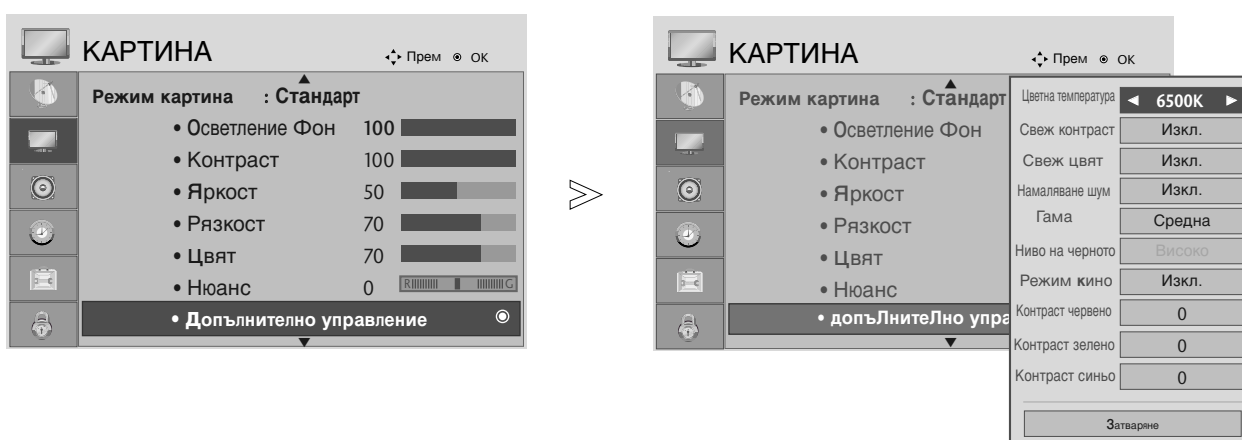 КАРТИНА
Прем ОК
Режим картина : Стандарт
• Осветление Фон 100
• Контраст 100
• Яркост 50
• Рязкост 70
• Цвят 70
• Нюанс 0 R G
• Допълнително управление
КАРТИНА
Прем ОК
Режим картина : Стандарт
• Осветление Фон
• Контраст
• Яркост
• Рязкост
• Цвят
• Нюанс
• допъЛнитеЛно упра
Цветна температура ◄ 6500K ►
Свеж контраст Изкл.
Свеж цвят Изкл.
Намаляване шум Изкл.
Гама Средна
Ниво на черното Високо
Режим кино Изкл.
Контраст червено 0
Контраст зелено 0
Контраст синьо 0
Затваряне